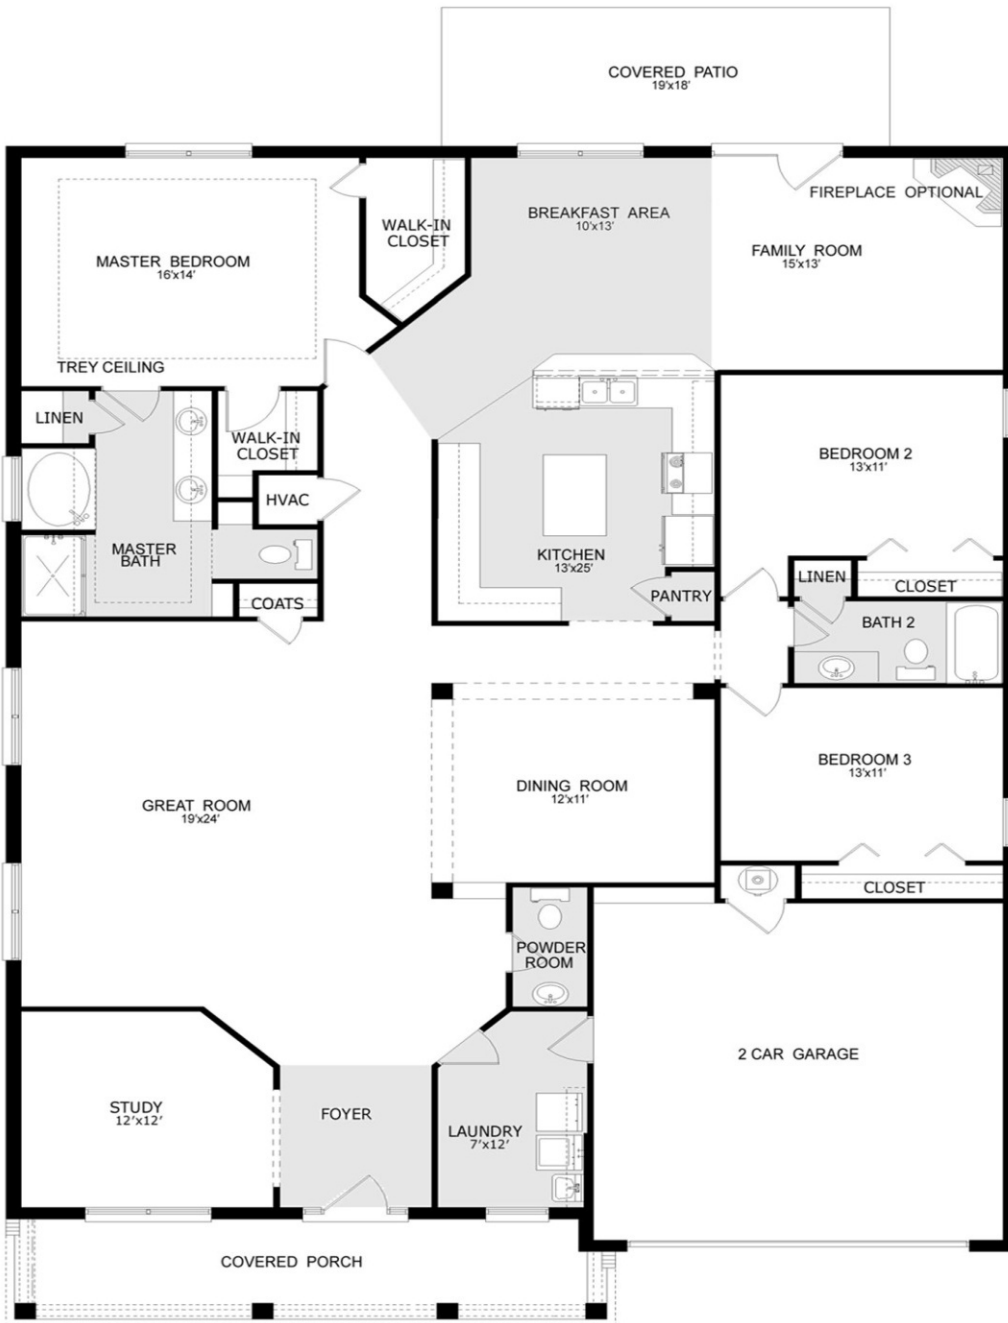 COVERED PATIO
19'x18'
FIREPLACE OPTIONAL
BREAKFAST AREA
10'x13'
WALK-IN
CLOSET
FAMILY ROOM
15'x13'
MASTER BEDROOM
16'x14'
TREY CEILING
LINEN
WALK-IN
CLOSET
BEDROOM 2
13'x11'
HVAC
MASTER
BATH
KITCHEN
13'x25'
LINEN
CLOSET
PANTRY
COATS
BATH 2
BEDROOM 3
13'x11'
DINING ROOM
12'x11'
GREAT ROOM
19'x24'
CLOSET
POWDER
ROOM
2 CAR GARAGE
STUDY
12'x12'
FOYER
LAUNDRY
7'x12'
COVERED PORCH